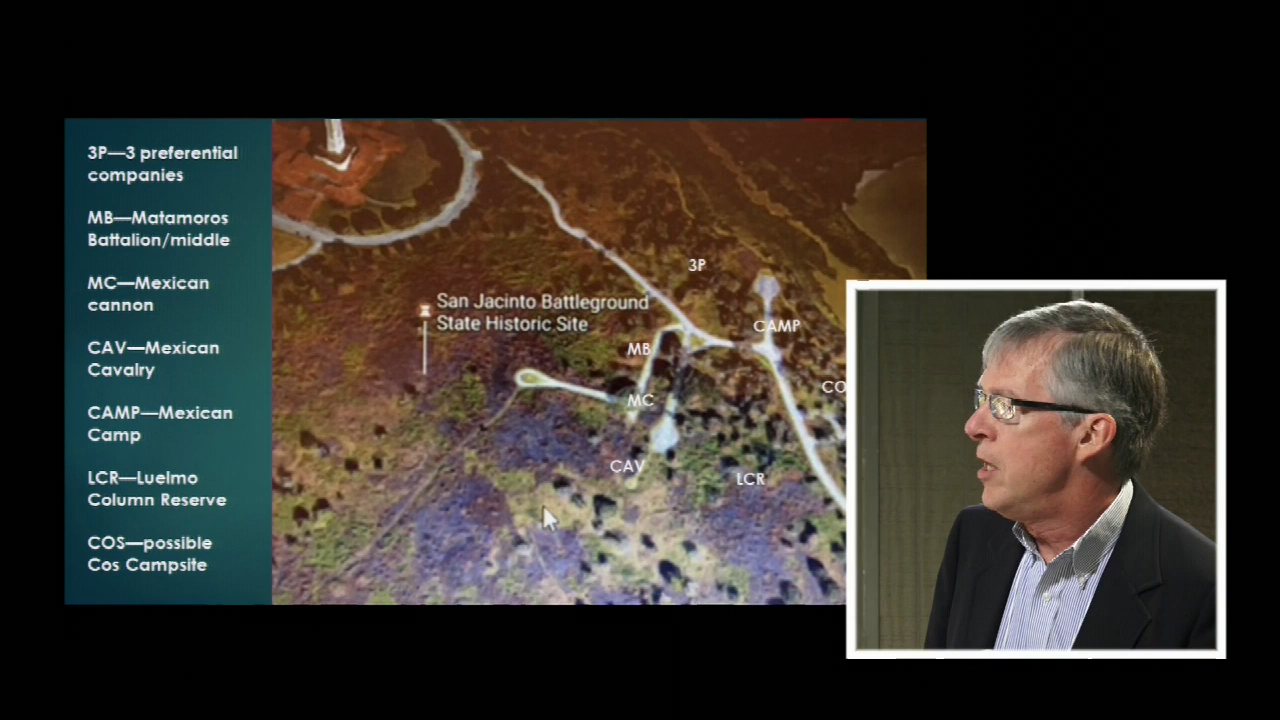 3P—3 preferential
companies
MB—Matamoros
Battalion/middle
MC—Mexican
cannon
CAV—Mexican
Cavalry
CAMP—Mexican
Camp
LCR—Luelmo
Column Reserve
COS—possible
Cos Campsite
3P
San Jacinto Battleground
State Historic Site
CAMP
MB
CO
MC
CAV
LCR